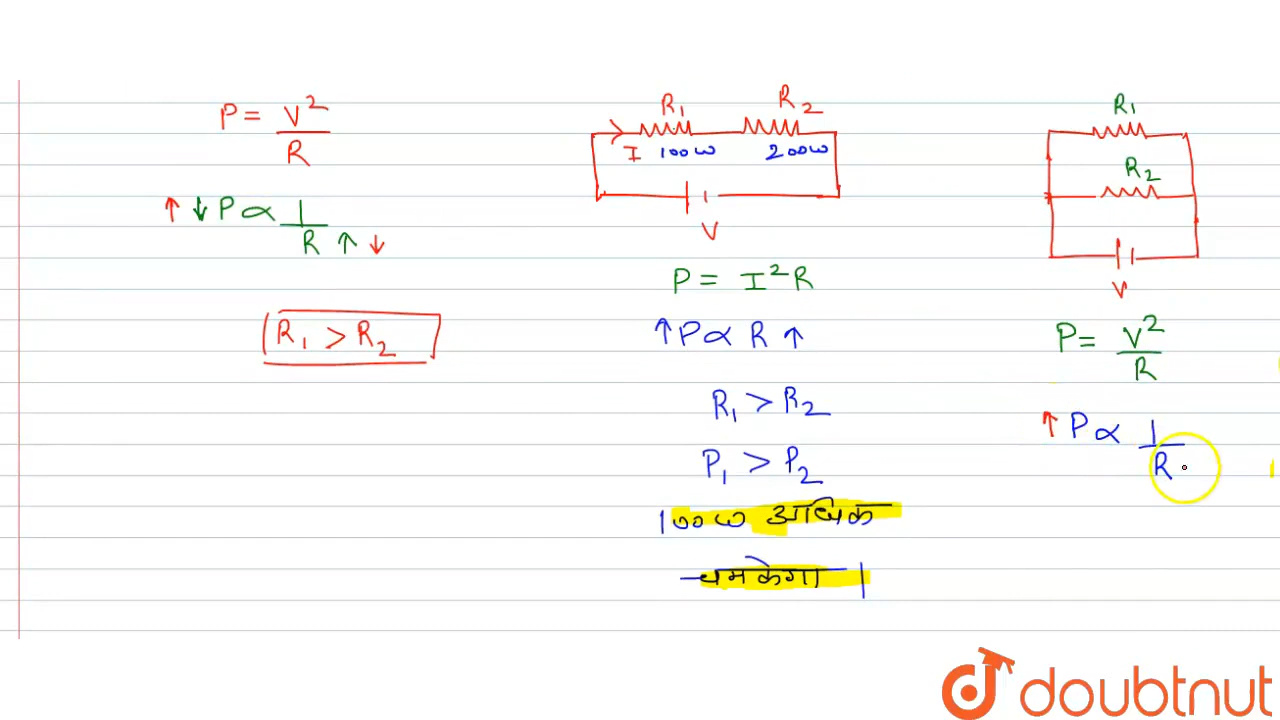 P = V²/R
↑ ↓ P ∝ 1/R ↑ ↓
R₁ > R₂
R₁ R₂
I 100W 200W
V
P = I²R
↑ P ∝ R ↑
R₁ > R₂
P₁ > P₂
100W अधिक
चमकेगा।
R₁
R₂
V
P = V²/R
↑ P ∝ 1/R
doubtnut